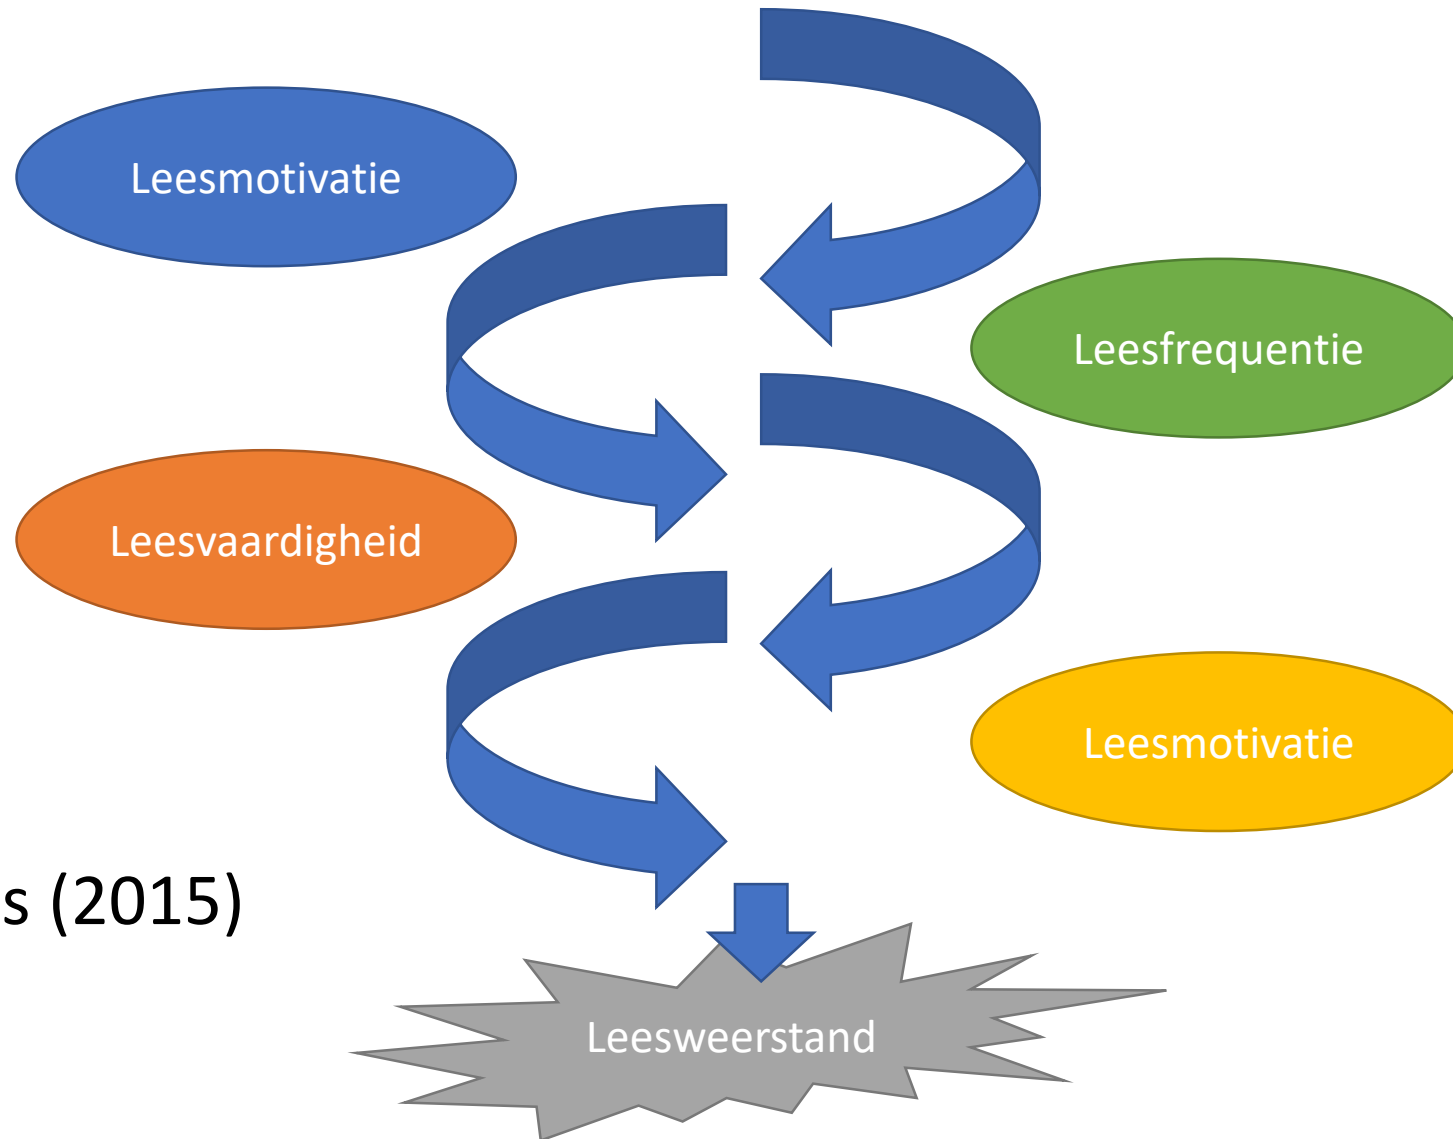 Leesmotivatie
Leesfrequentie
Leesvaardigheid
Leesmotivatie
s (2015)
Leesweerstand